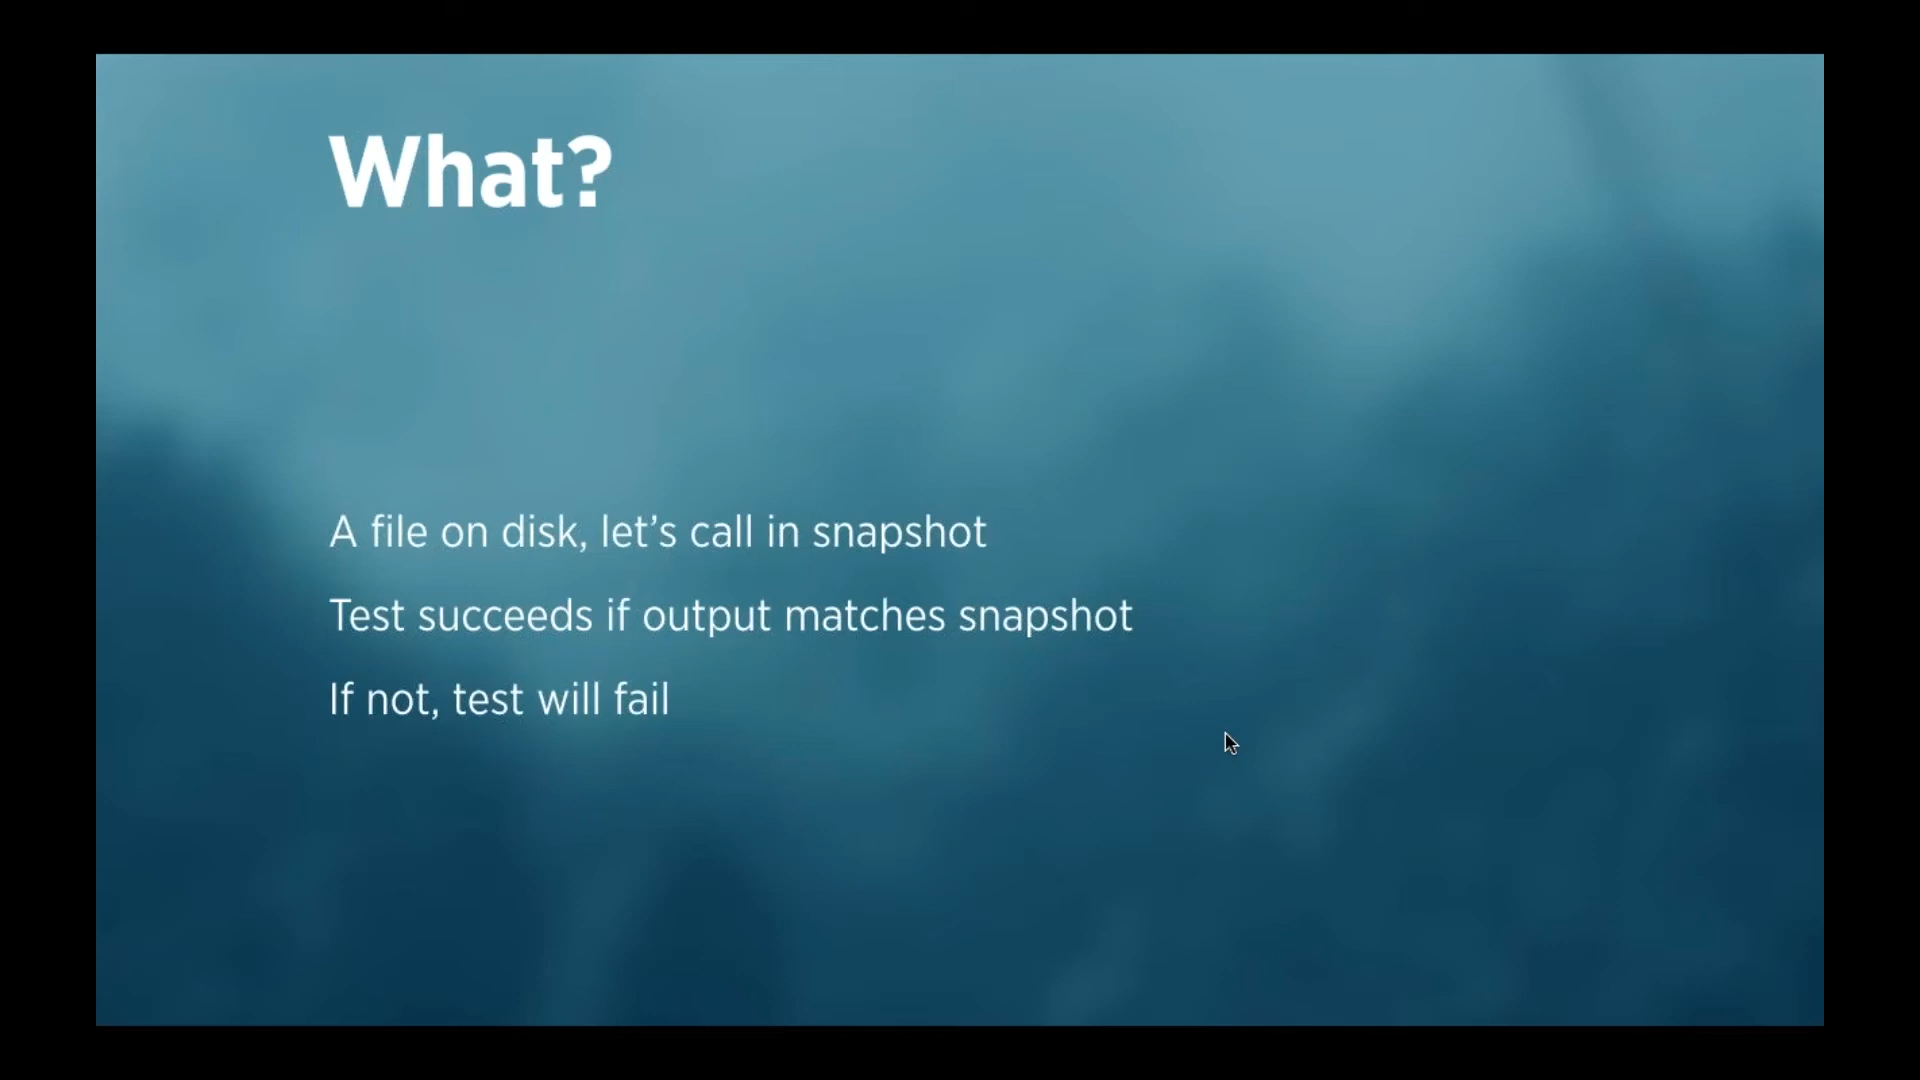 What?
A file on disk, let’s call in snapshot
Test succeeds if output matches snapshot
If not, test will fail